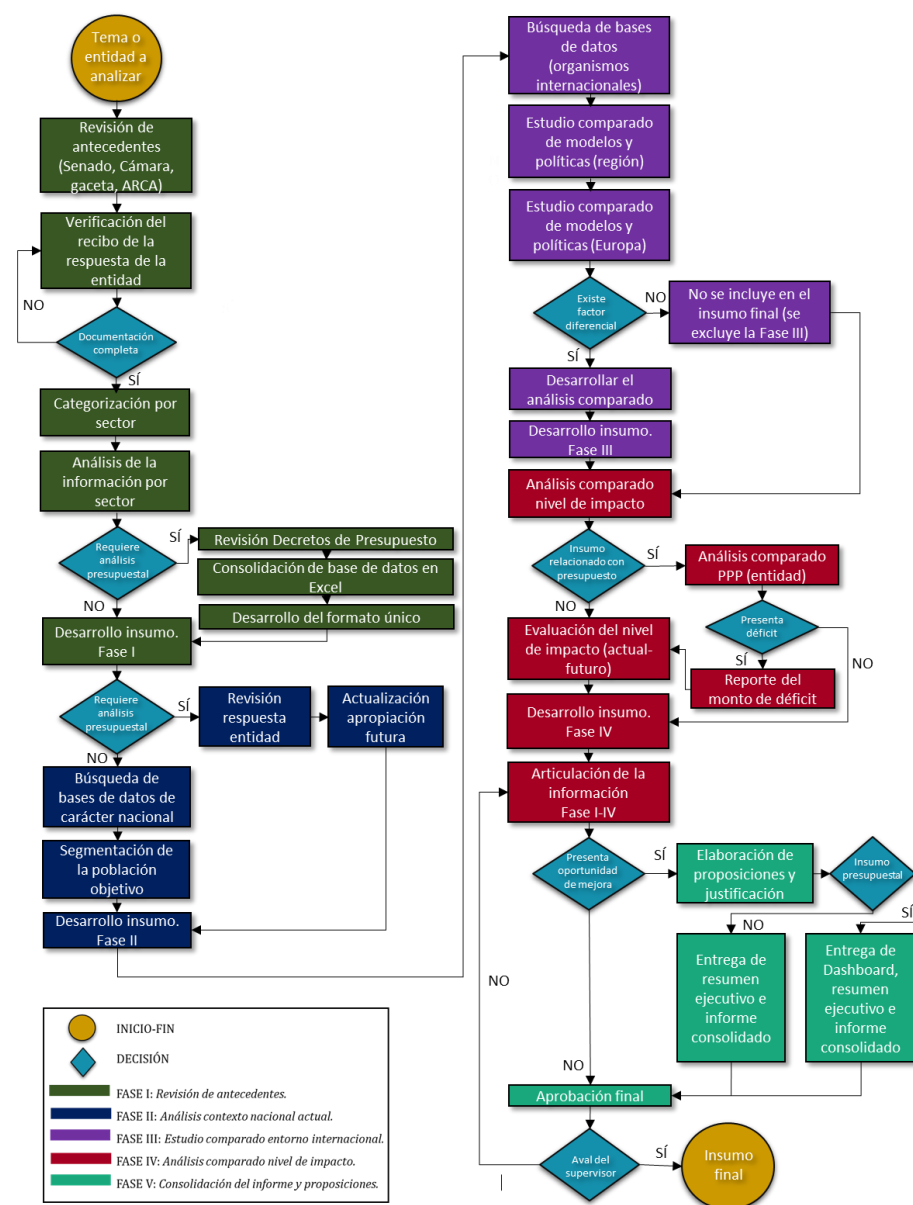 Tema o
entidad a
analizar
Revisión de
antecedentes
(Senado, Cámara,
gaceta, ARCA)
Verificación del
recibo de la
respuesta de la
entidad
NO
Documentación
completa
SÍ
Categorización por
sector
Análisis de la
información por
sector
Requiere
análisis
presupuestal
SÍ
Revisión Decretos de Presupuesto
Consolidación de base de datos en
Excel
Desarrollo del formato único
NO
Desarrollo insumo.
Fase I
Requiere
análisis
presupuestal
SÍ
Revisión
respuesta
entidad
Actualización
apropiación
futura
NO
Búsqueda de
bases de datos de
carácter nacional
Segmentación de
la población
objetivo
Desarrollo insumo.
Fase II
Búsqueda de bases
de datos
(organismos
internacionales)
Estudio comparado
de modelos y
políticas (región)
Estudio comparado
de modelos y
políticas (Europa)
Existe
factor
diferencial
NO
No se incluye en el
insumo final (se
excluye la Fase III)
SÍ
Desarrollar el
análisis comparado
Desarrollo insumo.
Fase III
Análisis comparado
nivel de impacto
Insumo
relacionado con
presupuesto
SÍ
Análisis comparado
PPP (entidad)
Presenta
déficit
NO
SÍ
Reporte del
monto de déficit
NO
Evaluación del nivel
de impacto (actual-
futuro)
Desarrollo insumo.
Fase IV
Articulación de la
información
Fase I-IV
Presenta
oportunidad
de mejora
SÍ
Elaboración de
proposiciones y
justificación
Insumo
presupuestal
NO
SÍ
Entrega de
resumen
ejecutivo e
informe
consolidado
Entrega de
Dashboard,
resumen
ejecutivo e
informe
consolidado
NO
NO
Aprobación final
Aval del
supervisor
SÍ
Insumo
final
INICIO-FIN
DECISIÓN
FASE I: Revisión de antecedentes.
FASE II: Análisis contexto nacional actual.
FASE III: Estudio comparado entorno internacional.
FASE IV: Análisis comparado nivel de impacto.
FASE V: Consolidación del informe y proposiciones.